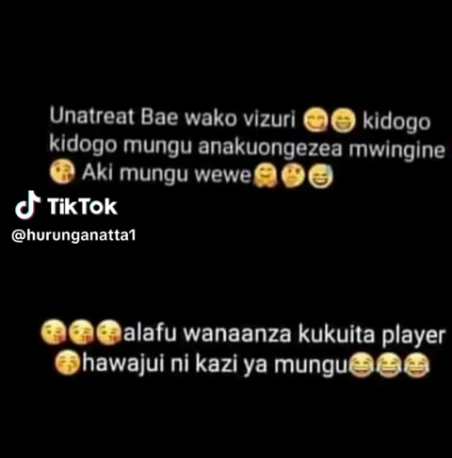 Unatreat Bae wako vizuri 😋😄 kidogo
kidogo mungu anakuongezea mwingine
😘 Aki mungu wewe🤗🤔😅
TikTok
@hurunganatta1
😘😘😘alafu wanaanza kukuita player
😚hawajui ni kazi ya mungu😂😂😂